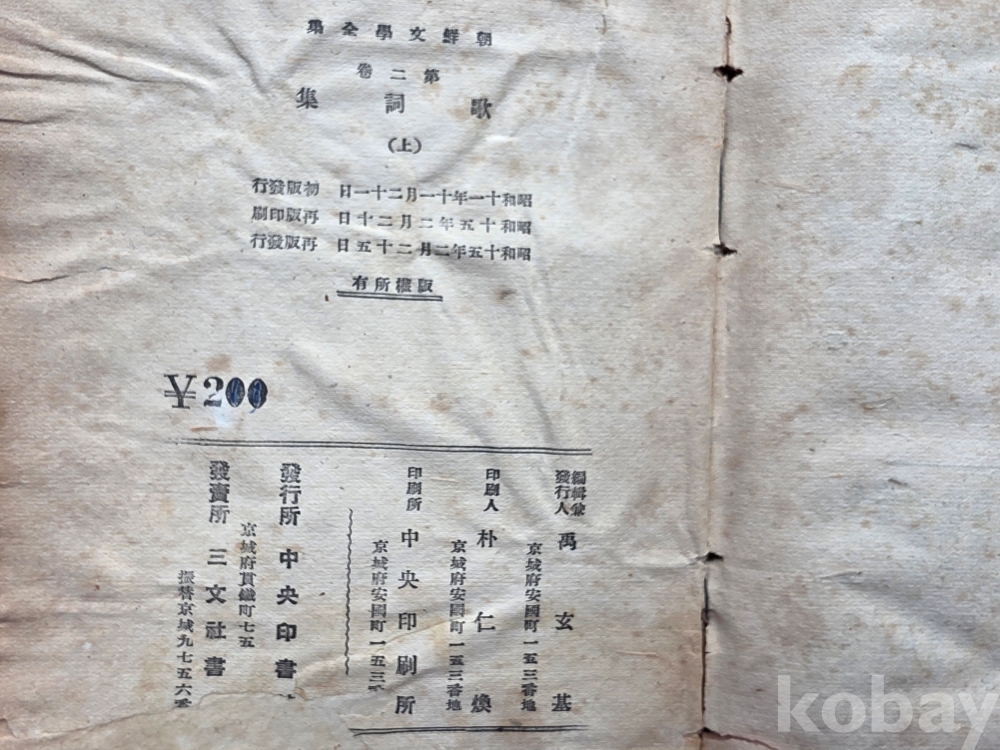 朝鮮文學全集
第二卷
歌詞集
(上)
昭和十一年十一月二十一日 初版發行
昭和十五年二月二十日 再版印刷
昭和十五年二月二十五日 再版發行
版權所有
¥200
編輯兼發行人 禹玄基
京城府安國町一五三番地
印刷人 朴仁煥
京城府安國町一五三番地
印刷所 中央印刷所
京城府安國町一五三番
發行所 中央印書
京城府貫鐵町七五
發賣所 三文社書
振替京城九七五六番
kobay